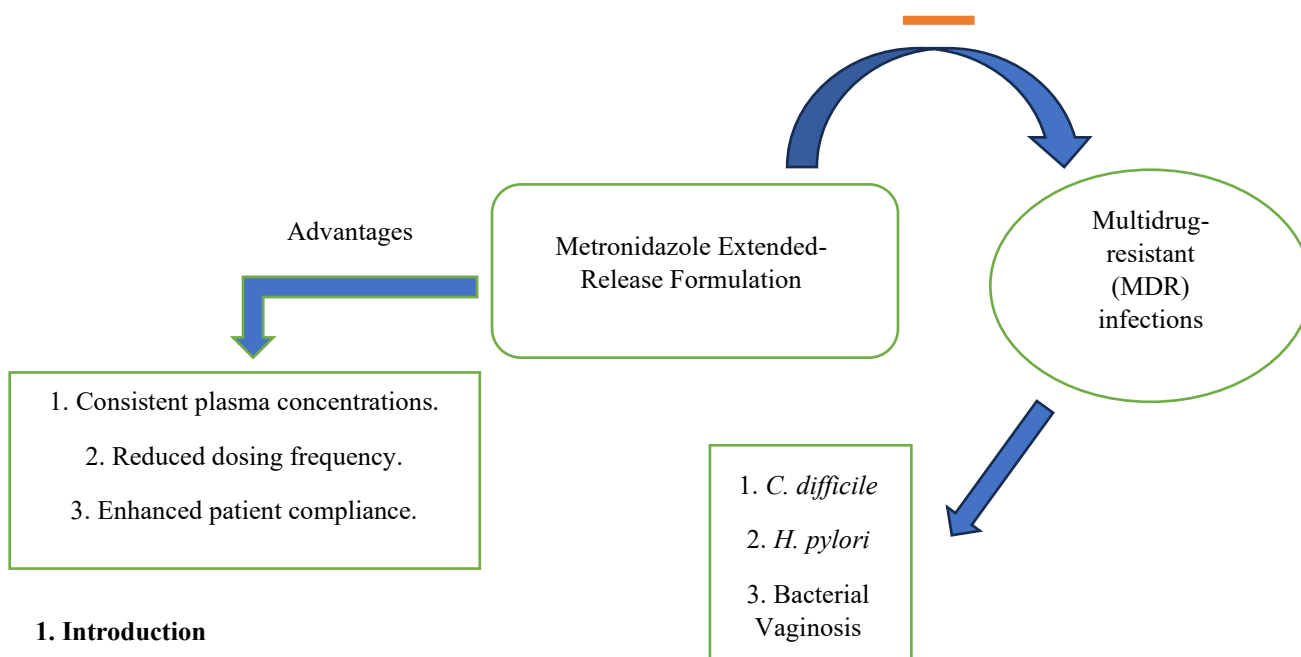 Advantages
Metronidazole Extended-
Release Formulation
Multidrug-
resistant
(MDR)
infections
1. Consistent plasma concentrations.
2. Reduced dosing frequency.
3. Enhanced patient compliance.
1. C. difficile
2. H. pylori
3. Bacterial
Vaginosis
1. Introduction